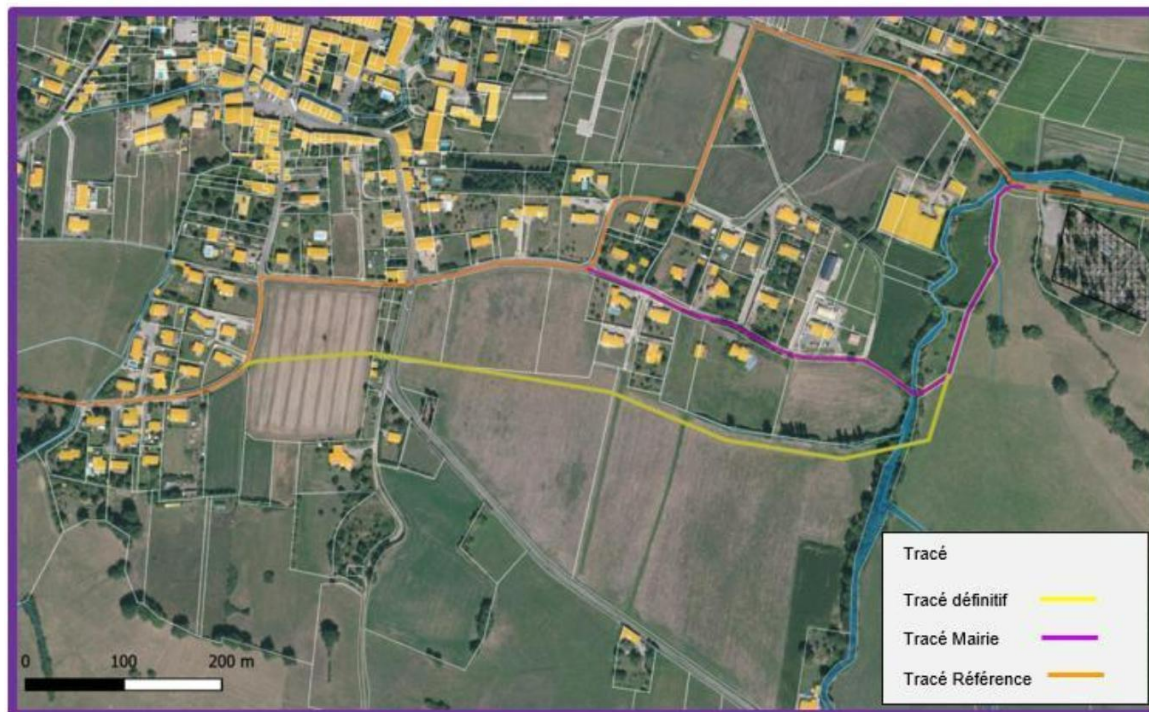 0 100 200 m
Tracé
Tracé définitif
Tracé Mairie
Tracé Référence